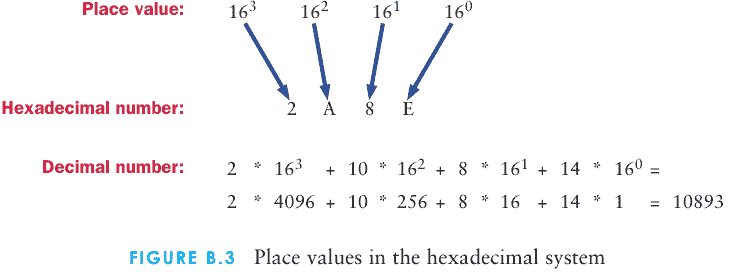 Place value: 16³ 16² 16¹ 16⁰
Hexadecimal number: 2 A 8 E
Decimal number: 2 * 16³ + 10 * 16² + 8 * 16¹ + 14 * 16⁰ =
2 * 4096 + 10 * 256 + 8 * 16 + 14 * 1 = 10893
FIGURE B.3 Place values in the hexadecimal system